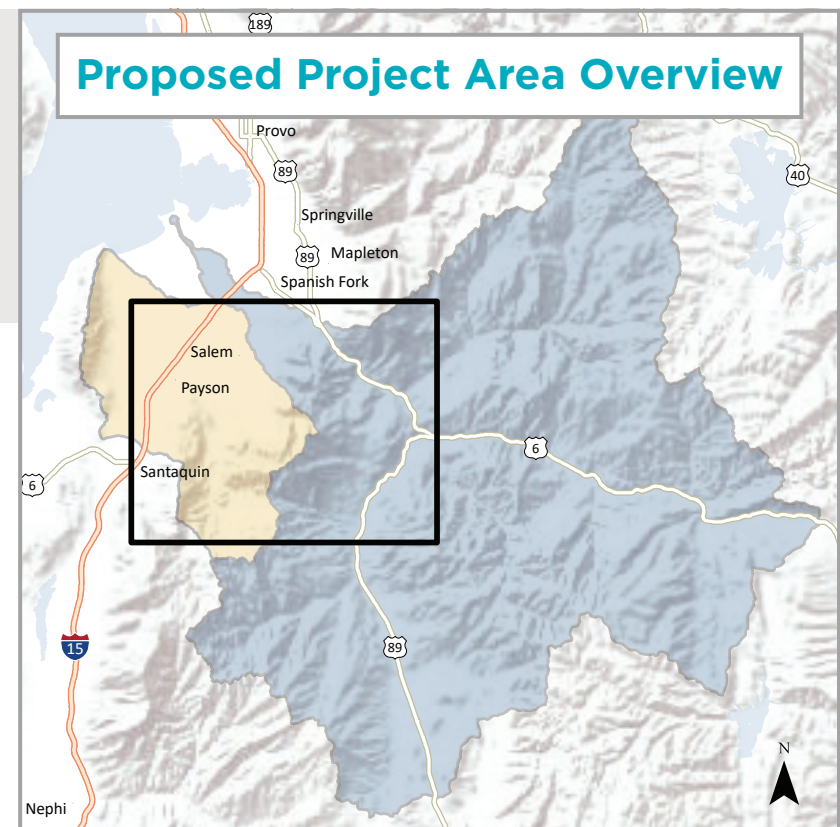 189
Proposed Project Area Overview
Provo
89
40
Springville
89
Mapleton
Spanish Fork
Salem
Payson
6
Santaquin
6
15
89
N
Nephi